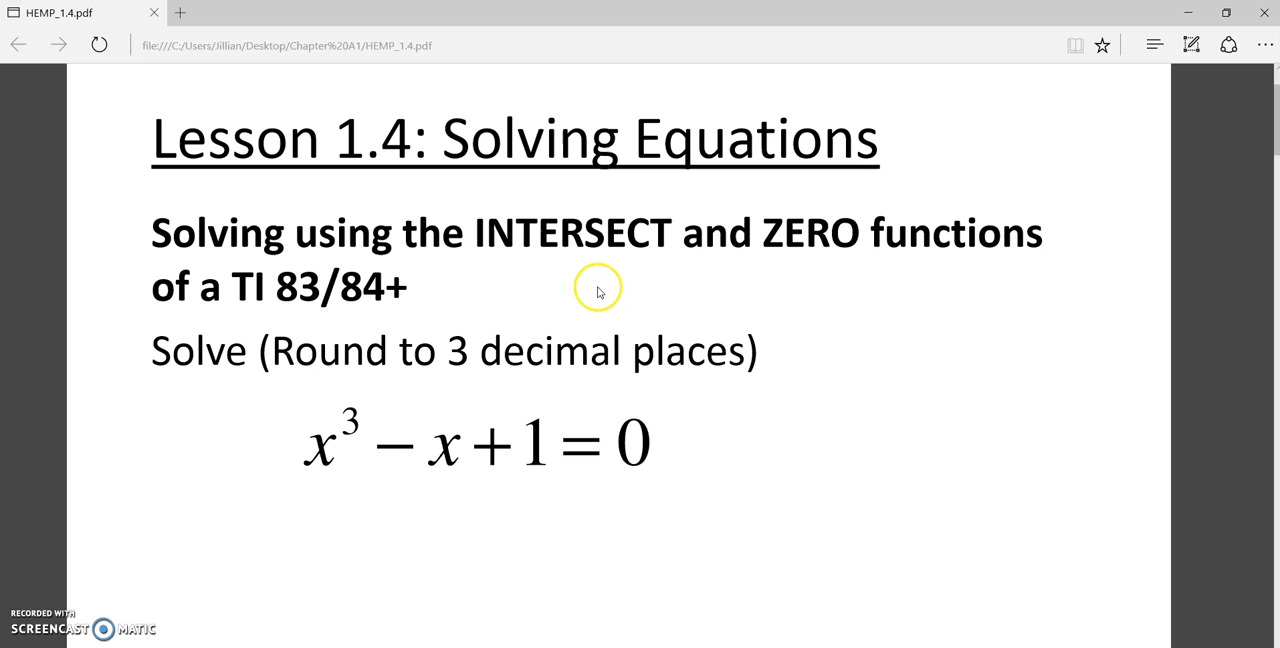 HEMP_1.4.pdf
file:///C:/Users/Jillian/Desktop/Chapter%20A1/HEMP_1.4.pdf
Lesson 1.4: Solving Equations
Solving using the INTERSECT and ZERO functions
of a TI 83/84+
Solve (Round to 3 decimal places)
x³ − x + 1 = 0
RECORDED WITH
SCREENCAST MATIC